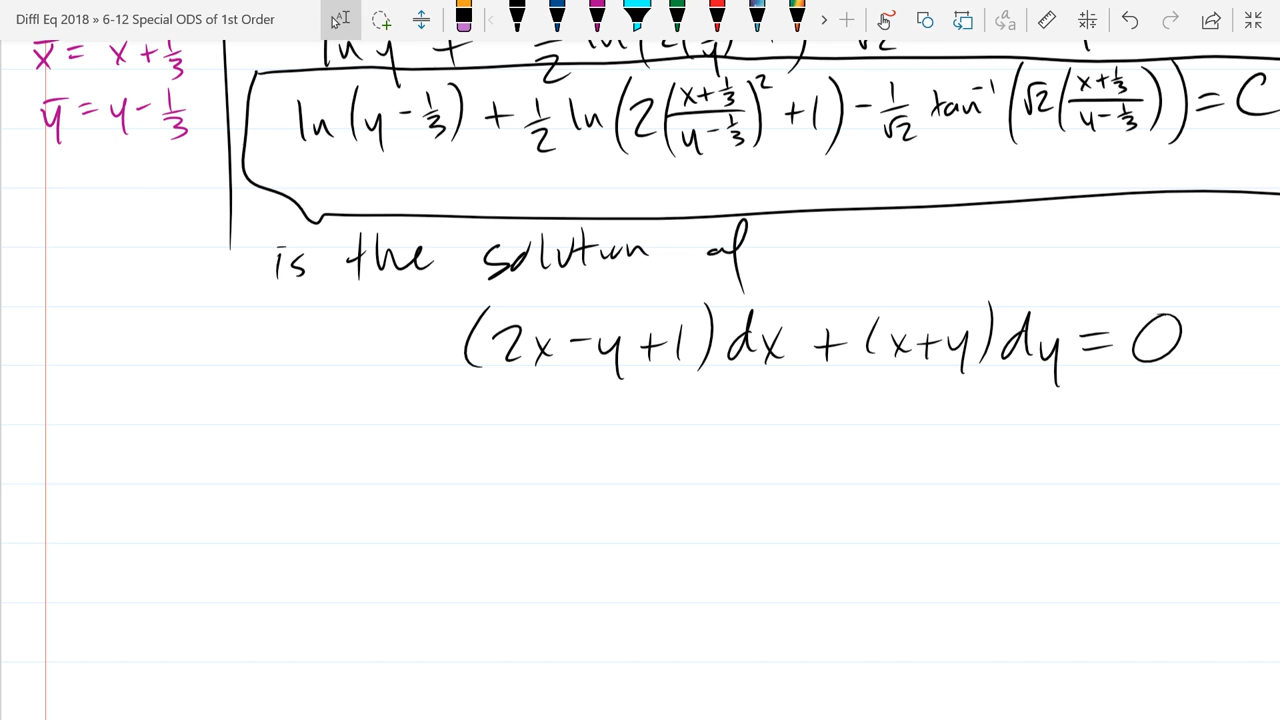 Diffl Eq 2018 » 6-12 Special ODS of 1st Order
x̄ = x + 1/3
ȳ = y - 1/3
ln(y - 1/3) + 1/2 ln(2((x+1/3)/(y-1/3))² + 1) - 1/√2 tan⁻¹(√2((x+1/3)/(y-1/3))) = C
is the solution of
(2x-y+1)dx + (x+y)dy = 0